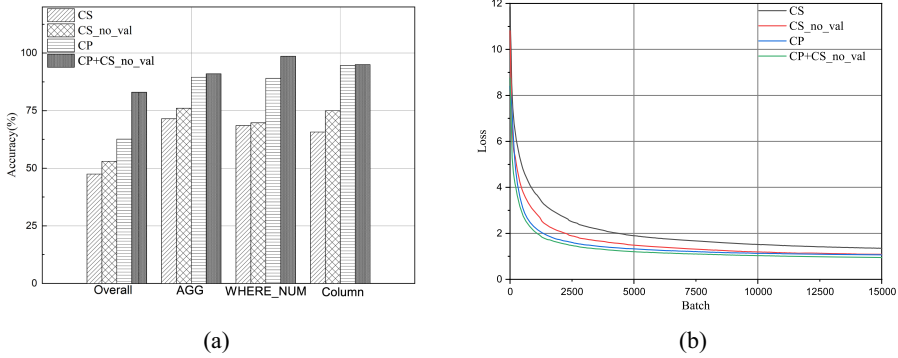 CS
CS_no_val
CP
CP+CS_no_val
Accuracy(%)
100
75
50
25
0
Overall
AGG
WHERE_NUM
Column
(a)
CS
CS_no_val
CP
CP+CS_no_val
Loss
12
10
8
6
4
2
0
0
2500
5000
7500
10000
12500
15000
Batch
(b)